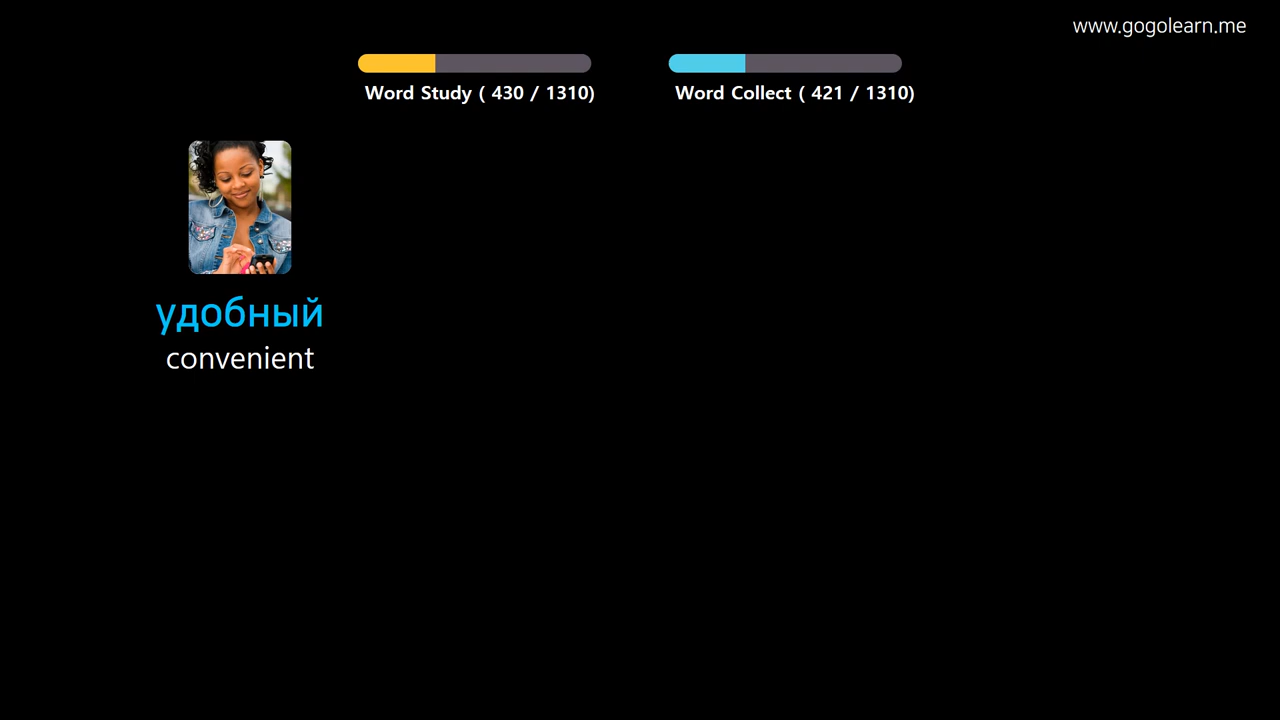 www.gogolearn.me
Word Study ( 430 / 1310)
Word Collect ( 421 / 1310)
удобный
convenient